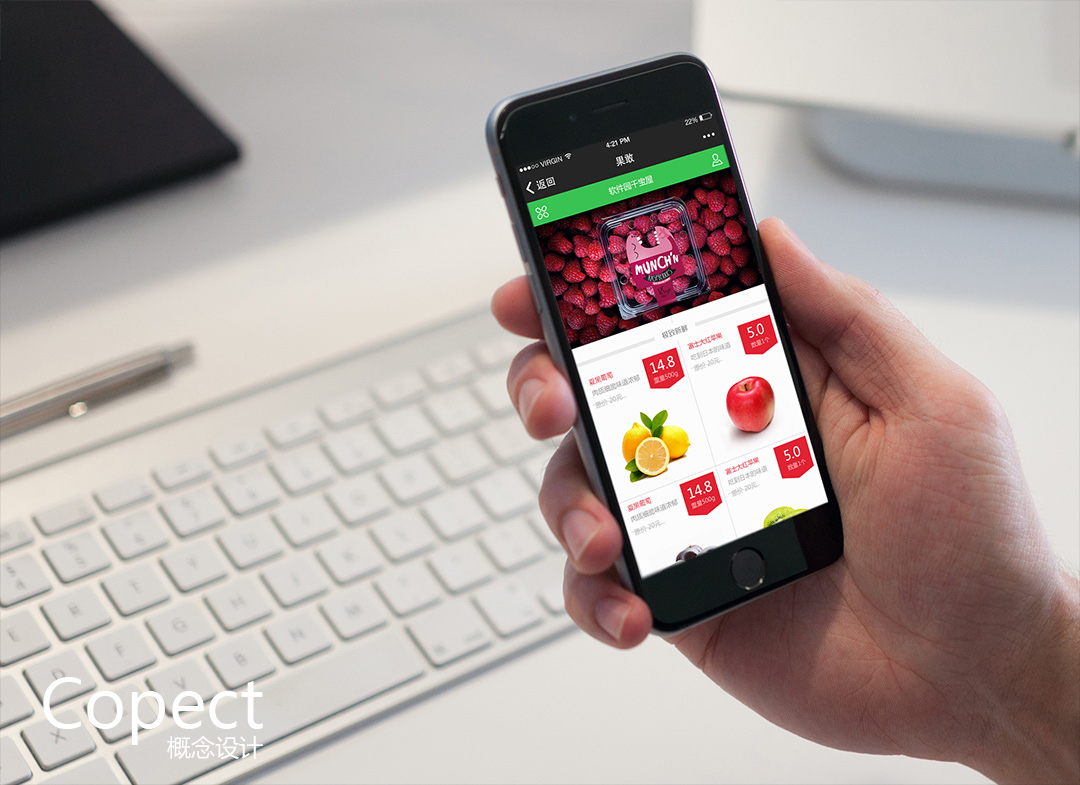 ●●●○○ VIRGIN
4:21 PM
22%
返回
果敢
•••
软件园千宝屋
MUNCH'N
极致新鲜
夏黑葡萄
肉质细脆味道浓郁
原价 20元...
14.8
重量500g
富士大红苹果
吃到日本的味道
原价 20元...
5.0
数量1个
夏黑葡萄
肉质细脆味道浓郁
原价 20元...
14.8
重量500g
富士大红苹果
吃到日本的味道
原价 20元...
5.0
数量1个
S
A
E
D
F
G
H
C
V
B
N
M
X
Copect
概念设计